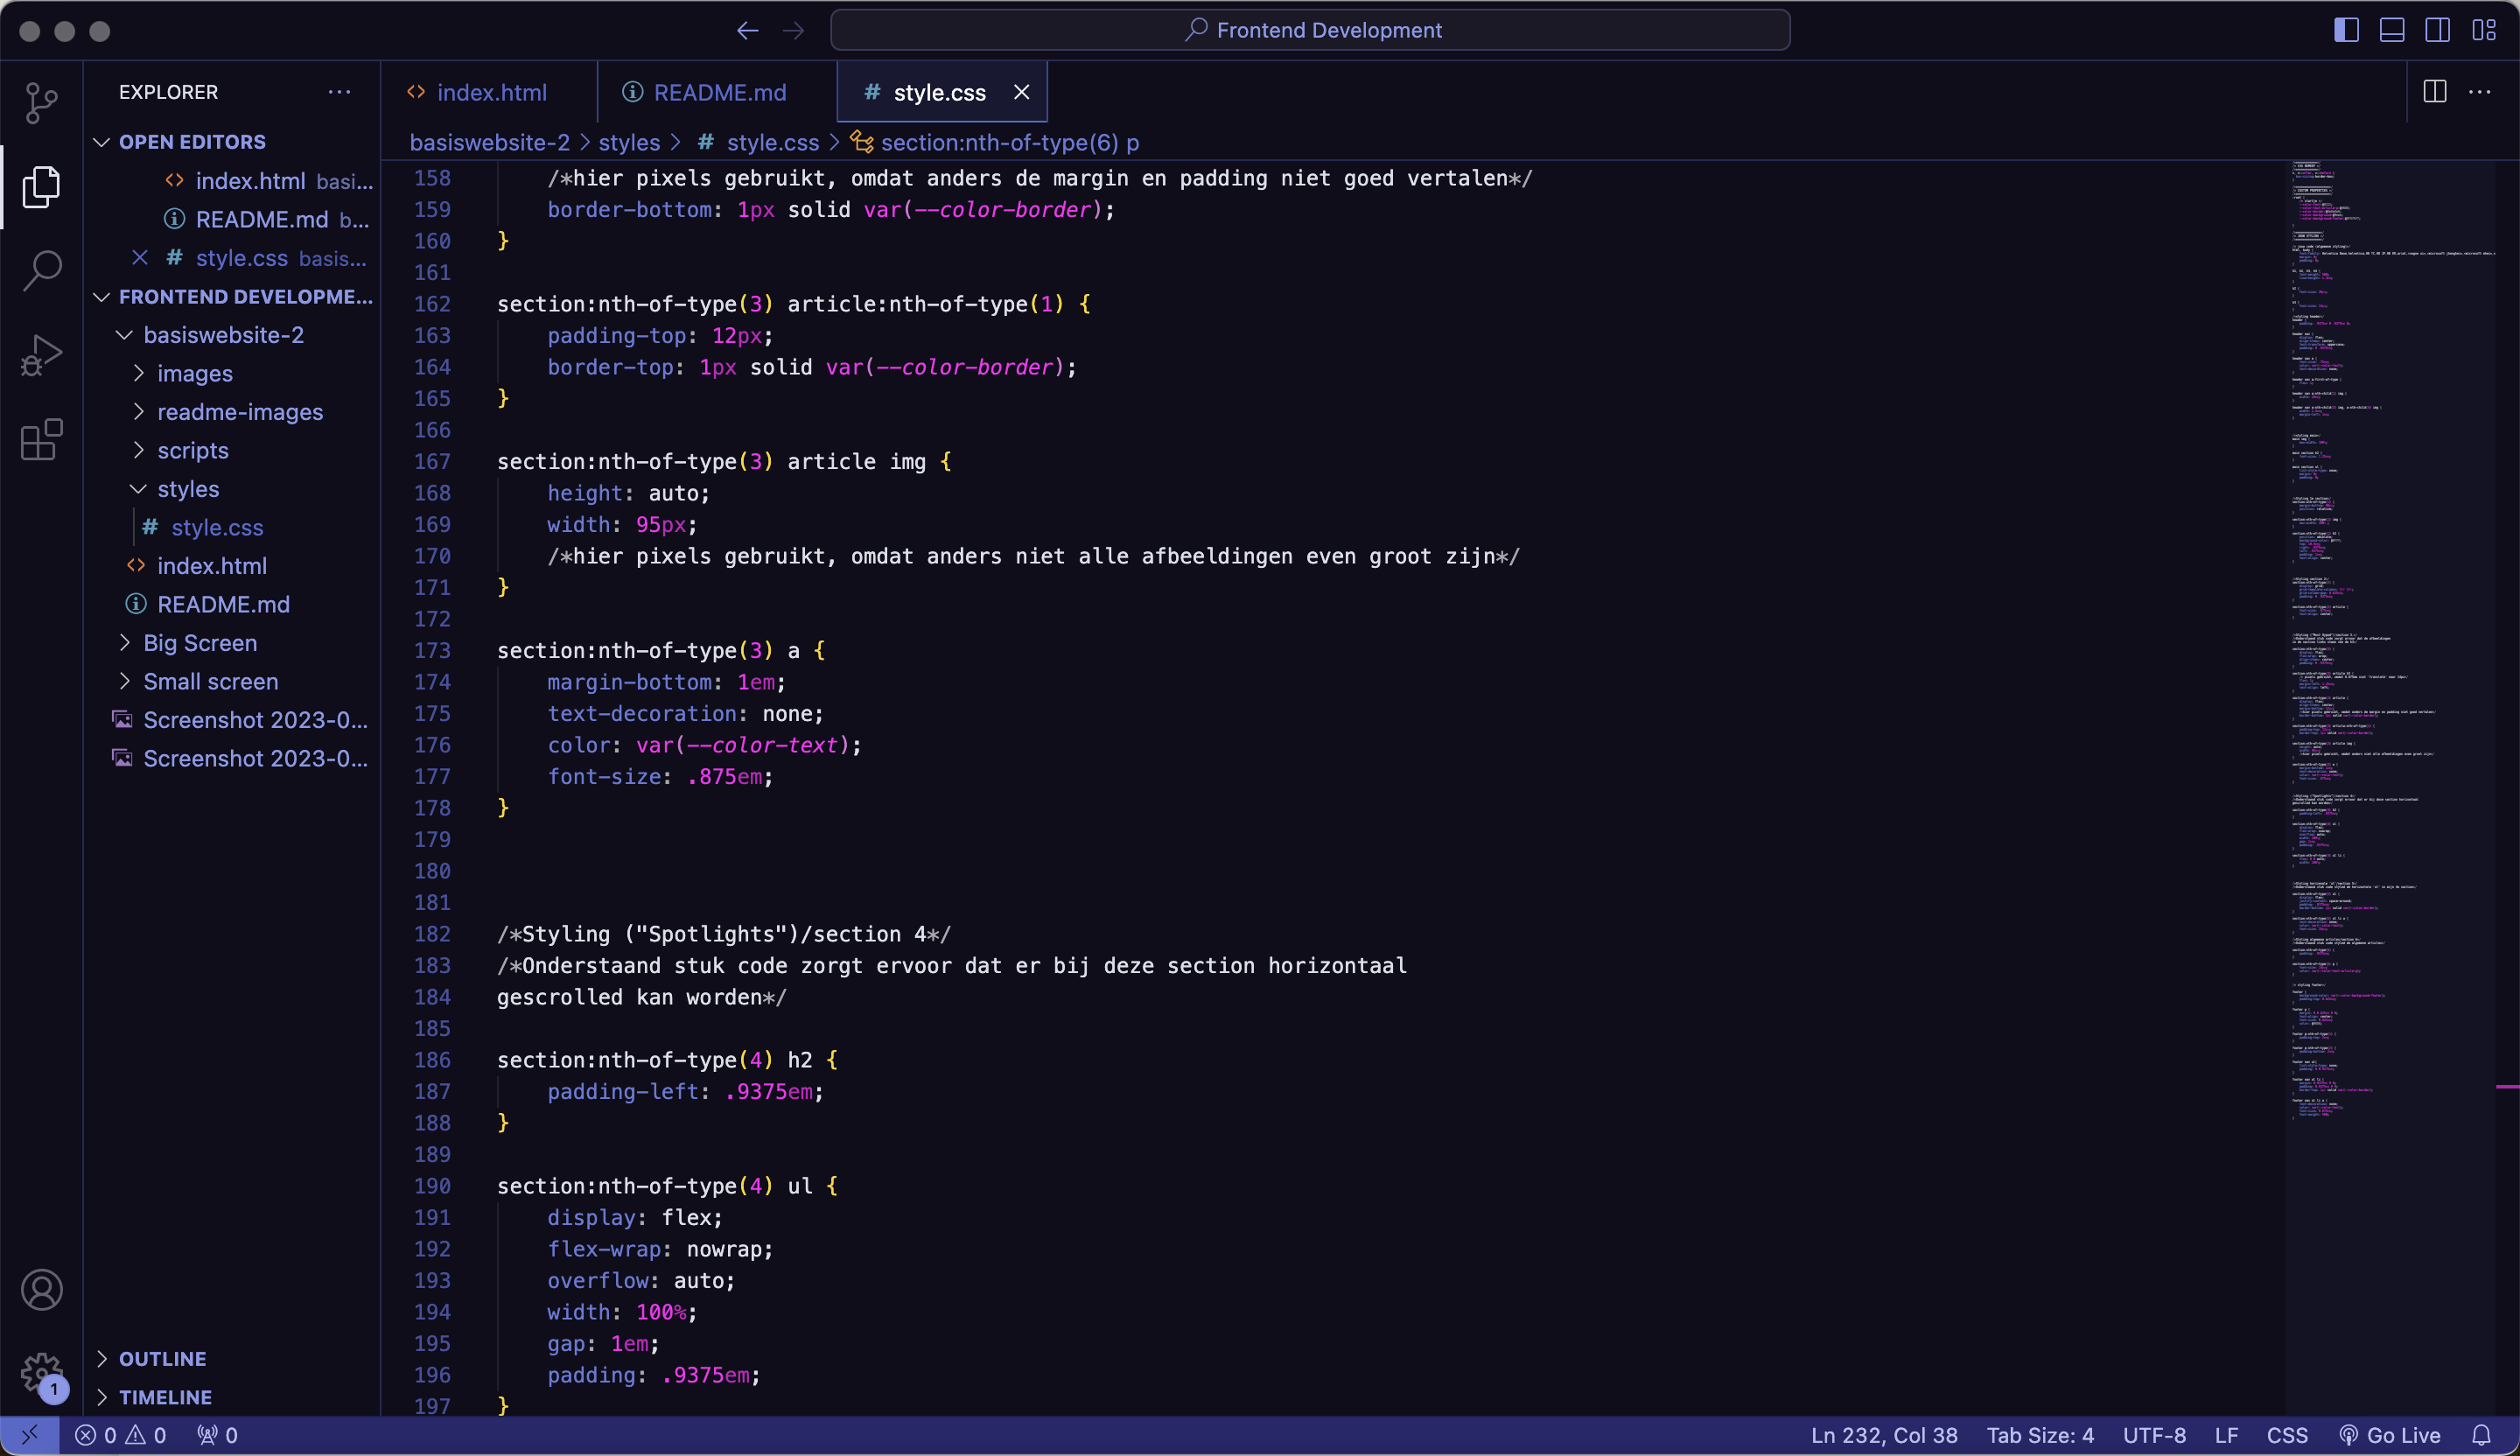 Frontend Development
EXPLORER
index.html
README.md
# style.css
OPEN EDITORS
basiswebsite-2 > styles > # style.css > section:nth-of-type(6) p
index.html basi...
README.md b...
# style.css basis...
FRONTEND DEVELOPME...
basiswebsite-2
images
readme-images
scripts
styles
# style.css
index.html
README.md
Big Screen
Small screen
Screenshot 2023-0...
Screenshot 2023-0...
OUTLINE
TIMELINE
158 /*hier pixels gebruikt, omdat anders de margin en padding niet goed vertalen*/
159 border-bottom: 1px solid var(--color-border);
160 }
161
162 section:nth-of-type(3) article:nth-of-type(1) {
163 padding-top: 12px;
164 border-top: 1px solid var(--color-border);
165 }
166
167 section:nth-of-type(3) article img {
168 height: auto;
169 width: 95px;
170 /*hier pixels gebruikt, omdat anders niet alle afbeeldingen even groot zijn*/
171 }
172
173 section:nth-of-type(3) a {
174 margin-bottom: 1em;
175 text-decoration: none;
176 color: var(--color-text);
177 font-size: .875em;
178 }
179
180
181
182 /*Styling ("Spotlights")/section 4*/
183 /*Onderstaand stuk code zorgt ervoor dat er bij deze section horizontaal
184 gescrolled kan worden*/
185
186 section:nth-of-type(4) h2 {
187 padding-left: .9375em;
188 }
189
190 section:nth-of-type(4) ul {
191 display: flex;
192 flex-wrap: nowrap;
193 overflow: auto;
194 width: 100%;
195 gap: 1em;
196 padding: .9375em;
197 }
1
0 0 0
Ln 232, Col 38 Tab Size: 4 UTF-8 LF CSS Go Live